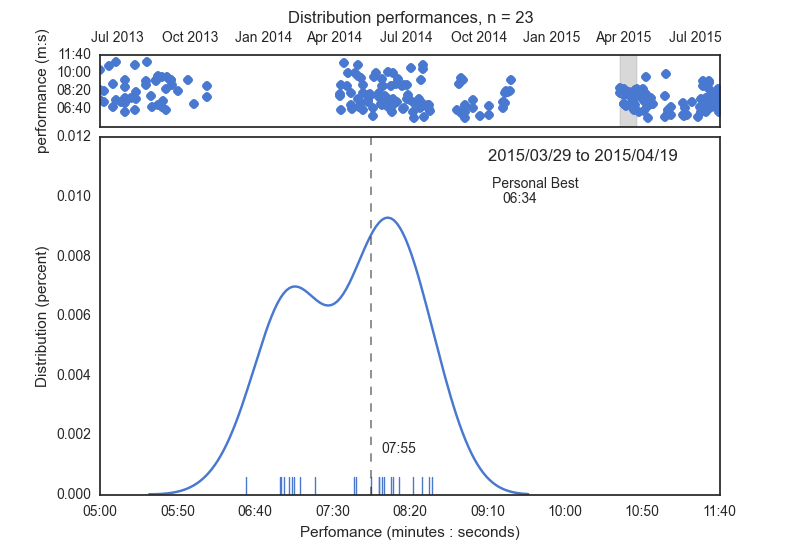 Distribution performances, n = 23
Jul 2013 Oct 2013 Jan 2014 Apr 2014 Jul 2014 Oct 2014 Jan 2015 Apr 2015 Jul 2015
performance (m:s)
11:40
10:00
08:20
06:40
Distribution (percent)
0.012
0.010
0.008
0.006
0.004
0.002
0.000
2015/03/29 to 2015/04/19
Personal Best
06:34
07:55
05:00 05:50 06:40 07:30 08:20 09:10 10:00 10:50 11:40
Perfomance (minutes : seconds)